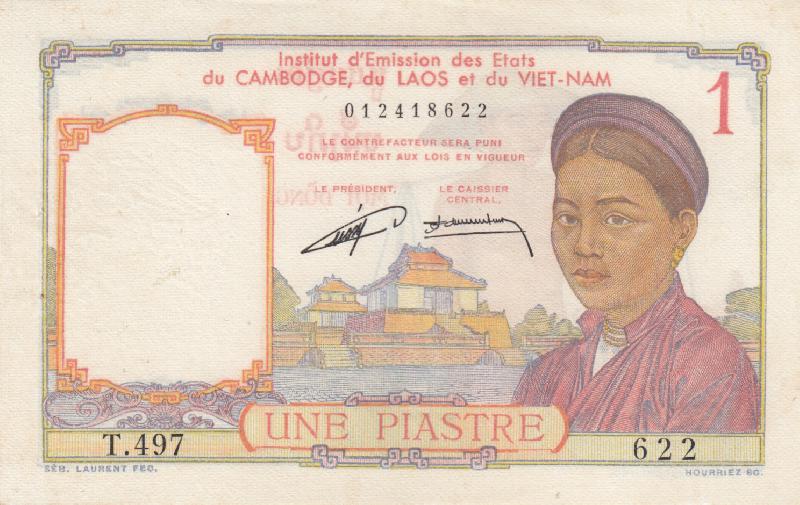 Institut d'Emission des Etats
du CAMBODGE, du LAOS et du VIET-NAM
1
012418622
LE CONTREFACTEUR SERA PUNI
CONFORMÉMENT AUX LOIS EN VIGUEUR
LE PRÉSIDENT,
LE CAISSIER
CENTRAL,
UNE PIASTRE
T.497
622
SÉB. LAURENT FEC.
HOURRIEZ SC.